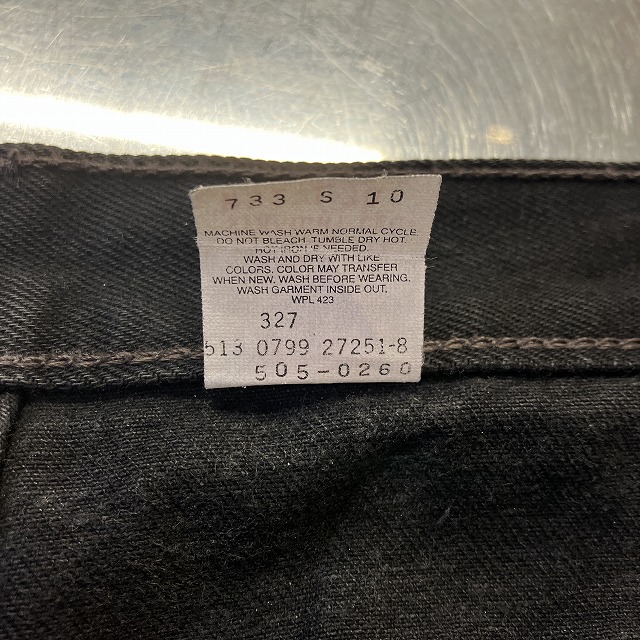 733 S 10
MACHINE WASH WARM NORMAL CYCLE
DO NOT BLEACH. TUMBLE DRY HOT.
HOT IRON IS NEEDED.
WASH AND DRY WITH LIKE
COLORS. COLOR MAY TRANSFER
WHEN NEW. WASH BEFORE WEARING.
WASH GARMENT INSIDE OUT.
WPL 423
327
513 0799 27251-8
505-0260